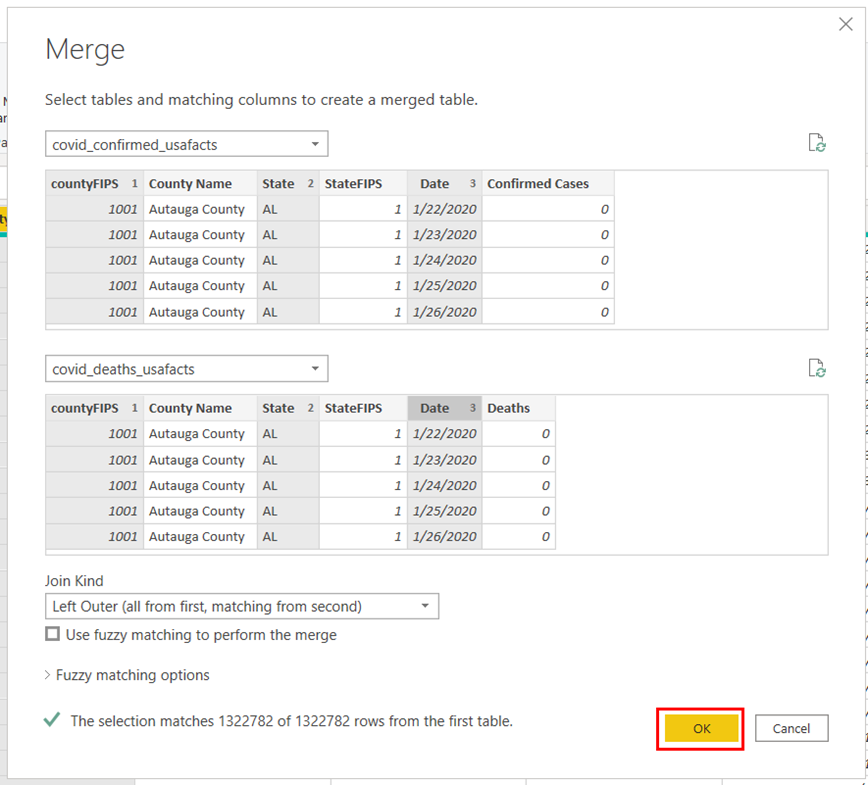 Merge
Select tables and matching columns to create a merged table.
covid_confirmed_usafacts
countyFIPS 1 County Name State 2 StateFIPS Date 3 Confirmed Cases
1001 Autauga County AL 1 1/22/2020 0
1001 Autauga County AL 1 1/23/2020 0
1001 Autauga County AL 1 1/24/2020 0
1001 Autauga County AL 1 1/25/2020 0
1001 Autauga County AL 1 1/26/2020 0
covid_deaths_usafacts
countyFIPS 1 County Name State 2 StateFIPS Date 3 Deaths
1001 Autauga County AL 1 1/22/2020 0
1001 Autauga County AL 1 1/23/2020 0
1001 Autauga County AL 1 1/24/2020 0
1001 Autauga County AL 1 1/25/2020 0
1001 Autauga County AL 1 1/26/2020 0
Join Kind
Left Outer (all from first, matching from second)
Use fuzzy matching to perform the merge
Fuzzy matching options
The selection matches 1322782 of 1322782 rows from the first table.
OK Cancel